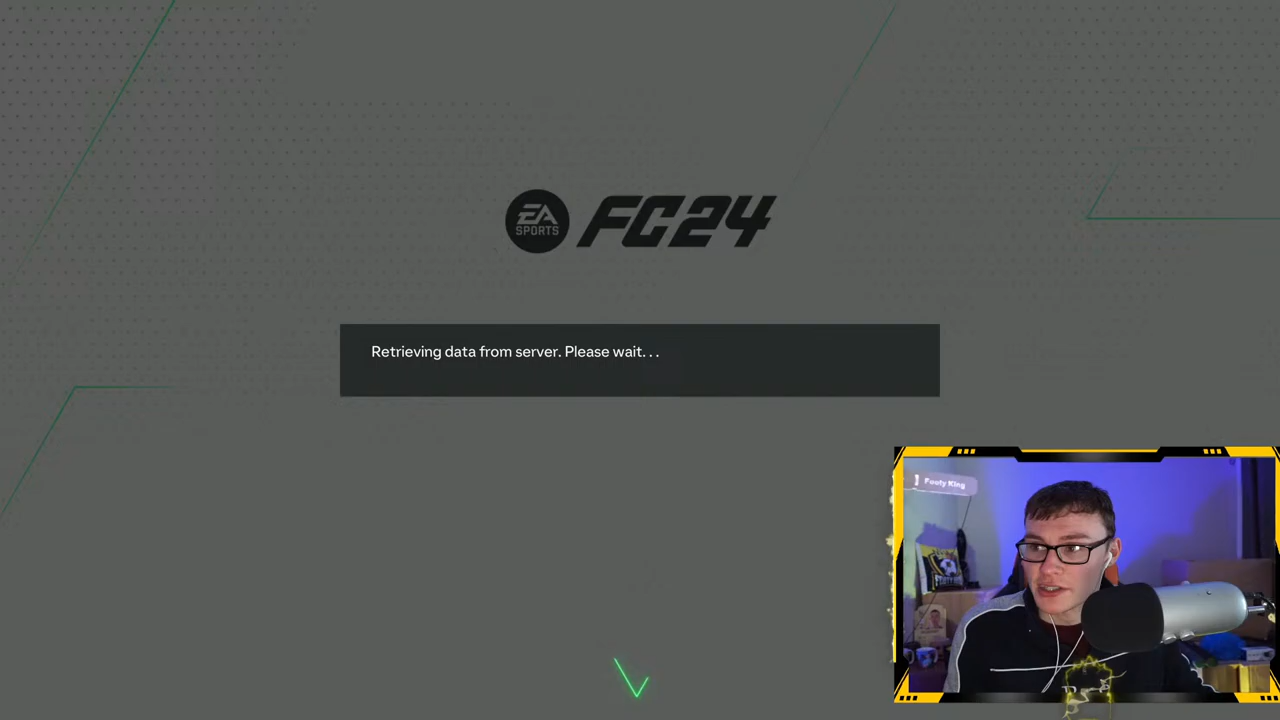 EA
SPORTS
FC24
Retrieving data from server. Please wait. . .
Footy King